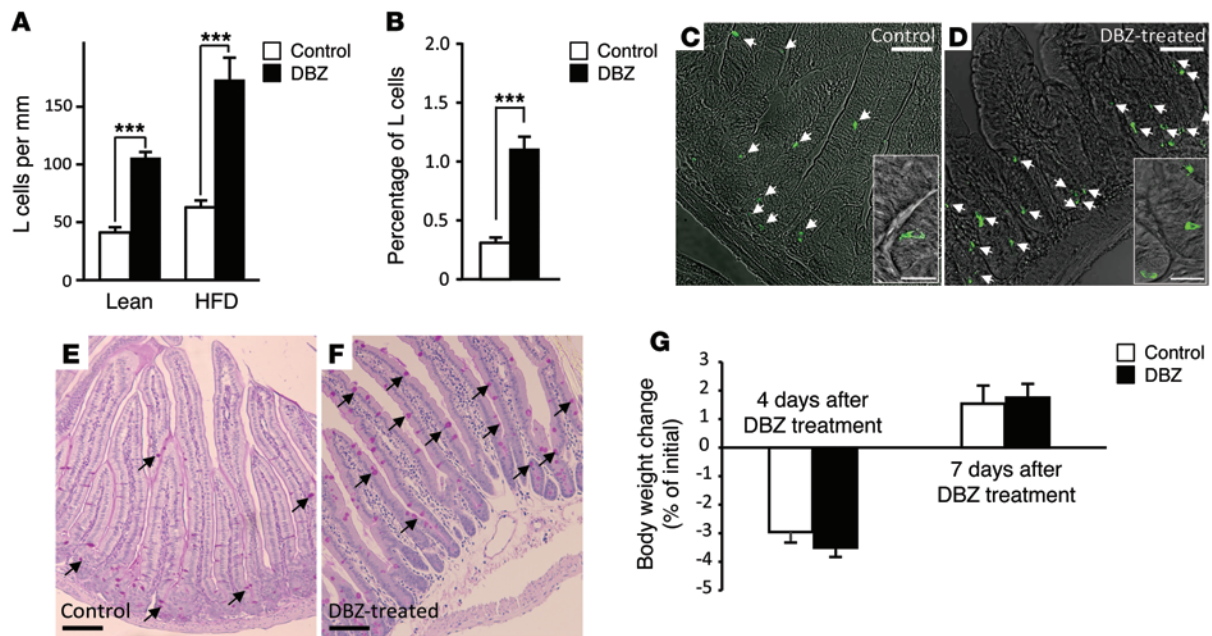 A
***
***
Control
DBZ
L cells per mm
150
100
50
0
Lean
HFD
B
2.0
1.5
1.0
0.5
0
***
Control
DBZ
Percentage of L cells
C
Control
D
DBZ-treated
E
Control
F
DBZ-treated
G
3
2
1
0
-1
-2
-3
-4
-5
Body weight change
(% of initial)
4 days after
DBZ treatment
7 days after
DBZ treatment
Control
DBZ